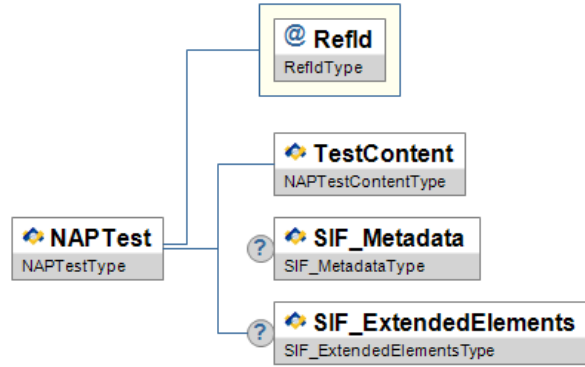 @ RefId
RefIdType
TestContent
NAPTestContentType
NAPTest
NAPTestType
? SIF_Metadata
SIF_MetadataType
? SIF_ExtendedElements
SIF_ExtendedElementsType